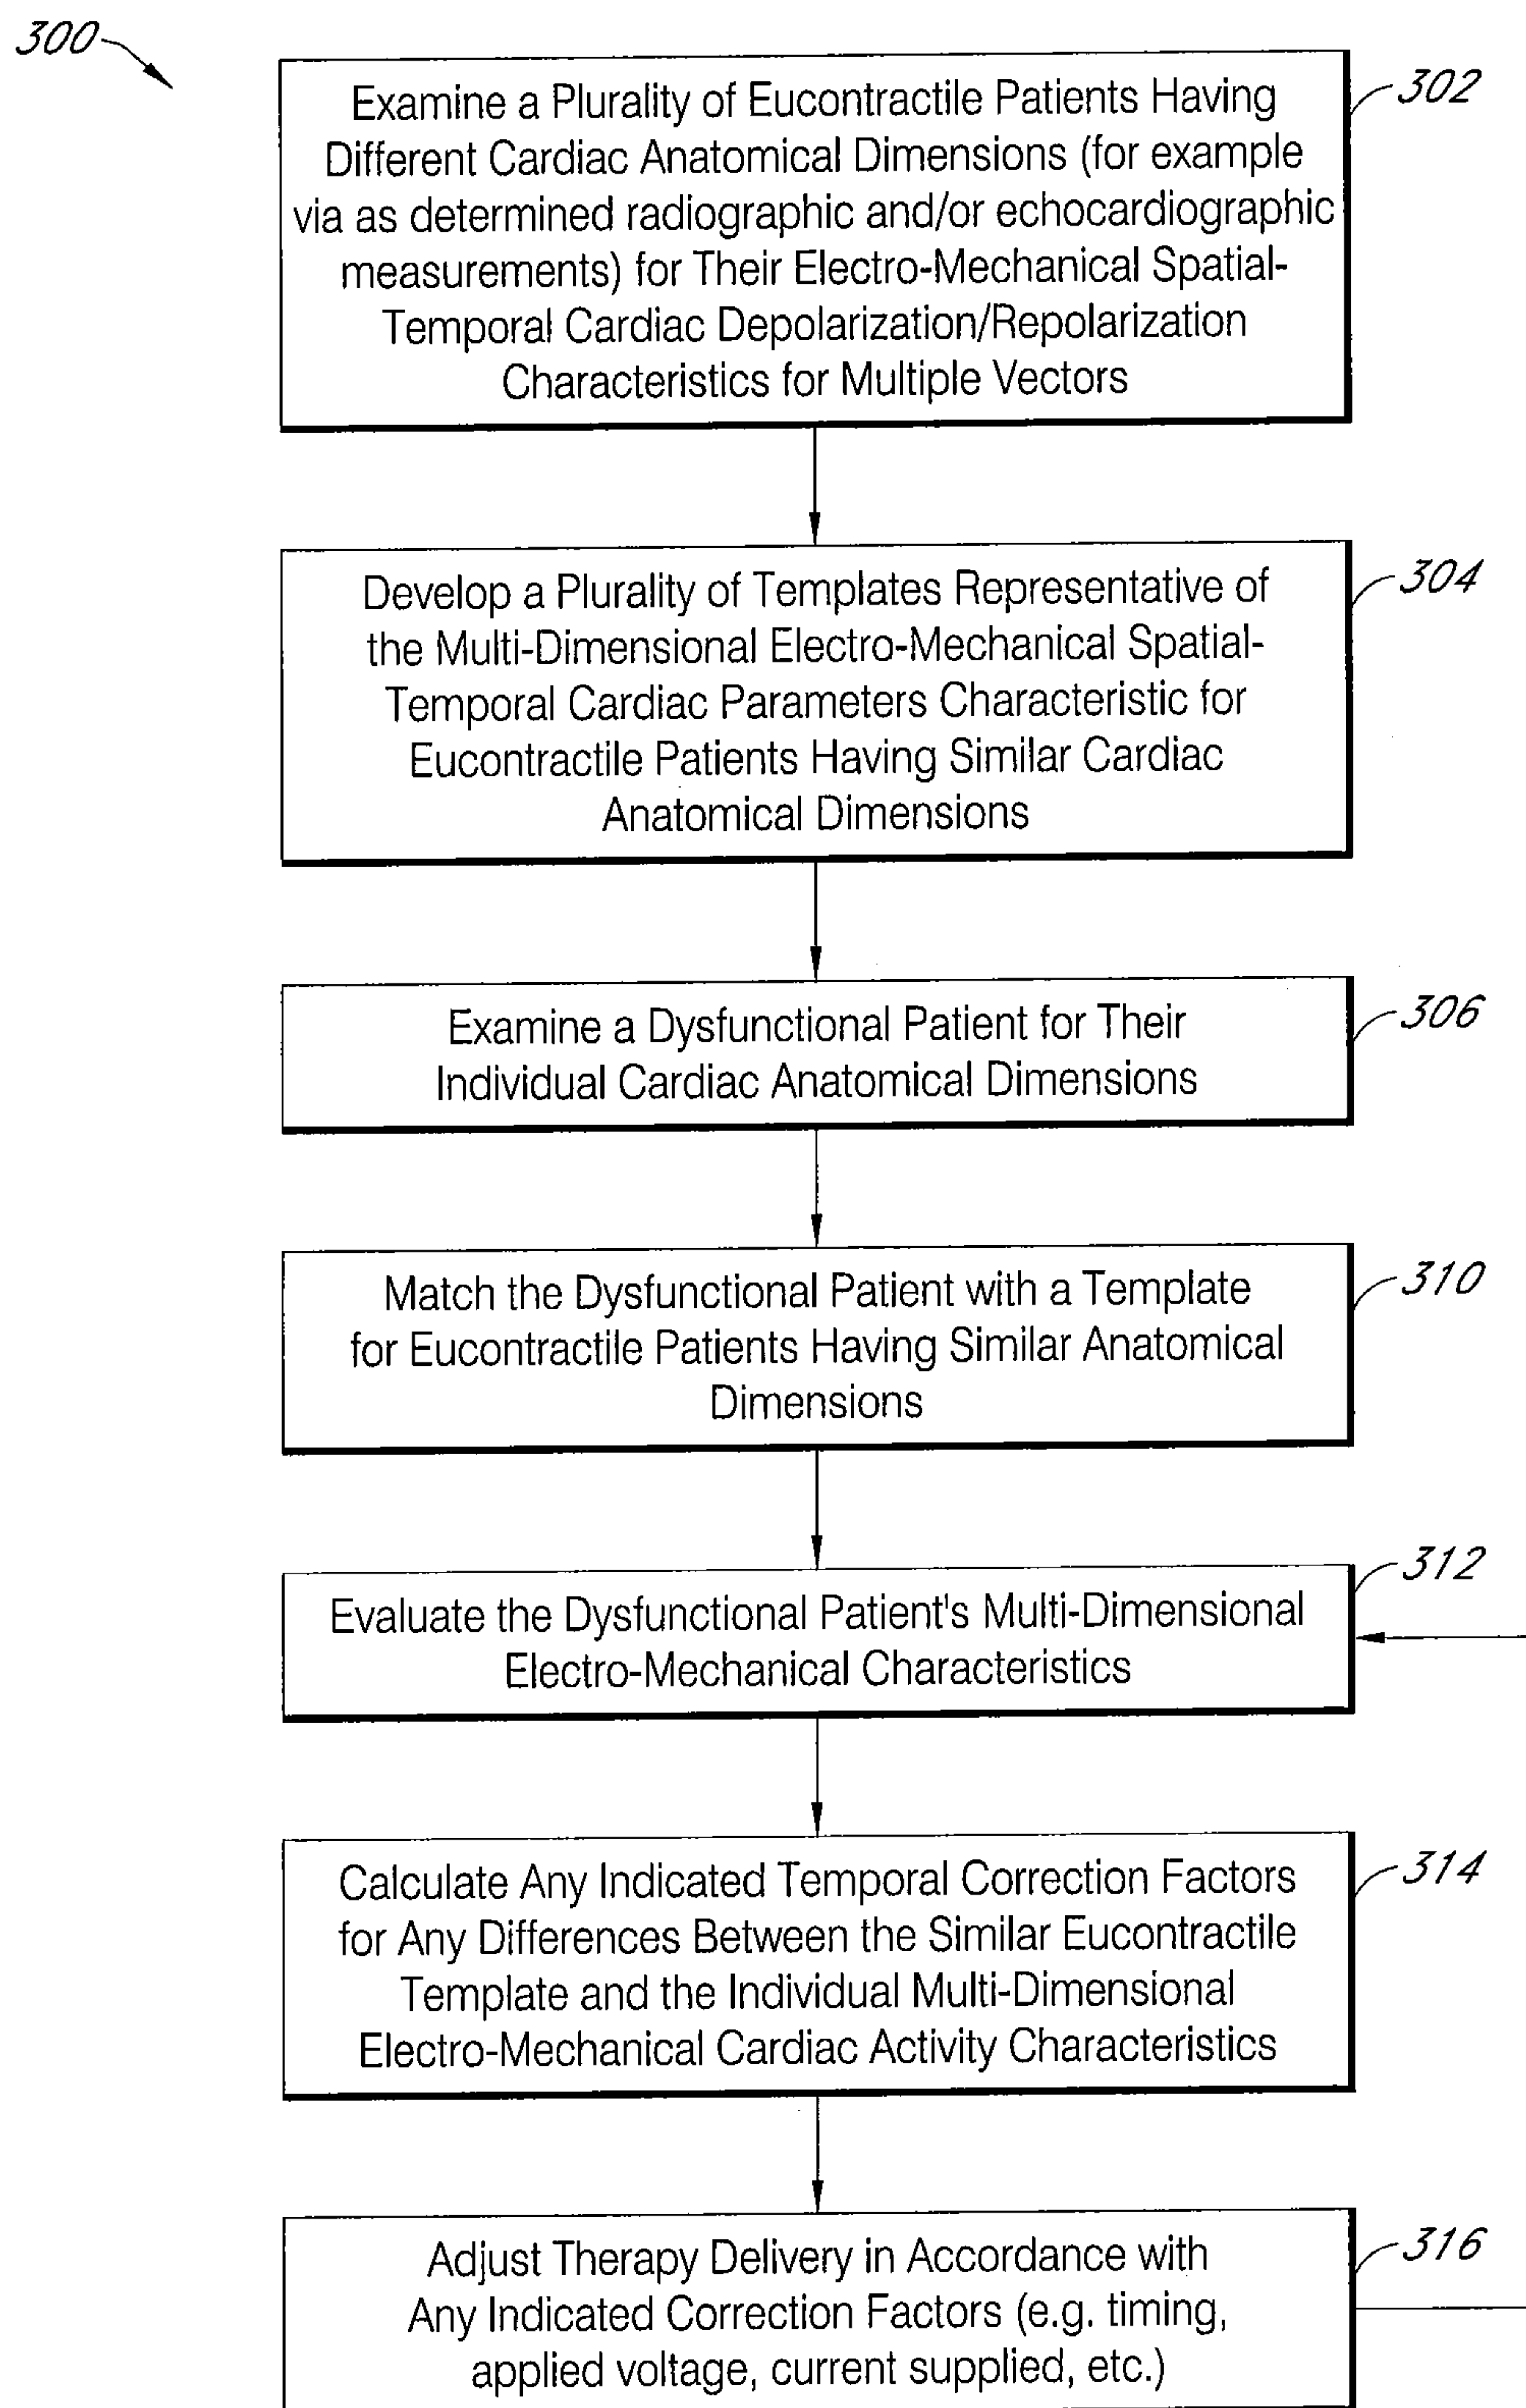 300
Examine a Plurality of Eucontractile Patients Having
302
Different Cardiac Anatomical Dimensions (for example
via as determined radiographic and/or echocardiographic
measurements) for Their Electro-Mechanical Spatial-
Temporal Cardiac Depolarization/Repolarization
Characteristics for Multiple Vectors
Develop a Plurality of Templates Representative of
304
the Multi-Dimensional Electro-Mechanical Spatial-
Temporal Cardiac Parameters Characteristic for
Eucontractile Patients Having Similar Cardiac
Anatomical Dimensions
Examine a Dysfunctional Patient for Their
306
Individual Cardiac Anatomical Dimensions
Match the Dysfunctional Patient with a Template
310
for Eucontractile Patients Having Similar Anatomical
Dimensions
312
Evaluate the Dysfunctional Patient's Multi-Dimensional
Electro-Mechanical Characteristics
Calculate Any Indicated Temporal Correction Factors
314
for Any Differences Between the Similar Eucontractile
Template and the Individual Multi-Dimensional
Electro-Mechanical Cardiac Activity Characteristics
Adjust Therapy Delivery in Accordance with
316
Any Indicated Correction Factors (e.g. timing,
applied voltage, current supplied, etc.)